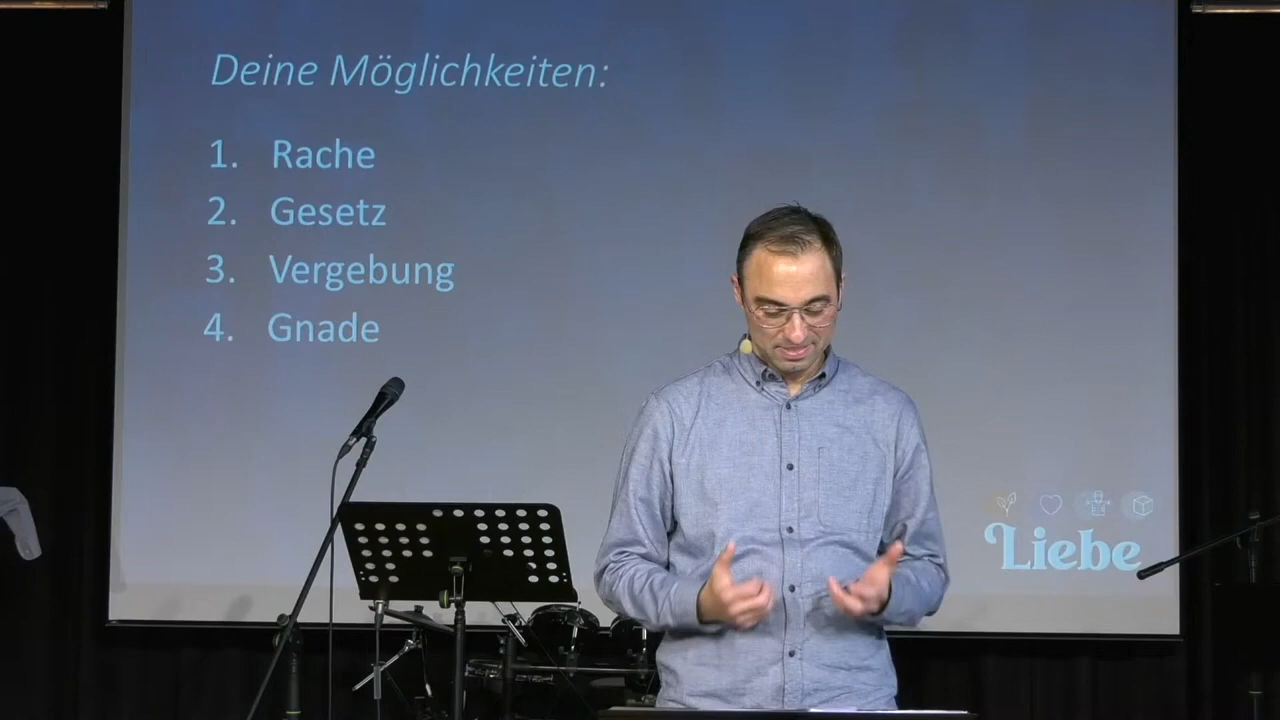 Deine Möglichkeiten:
1. Rache
2. Gesetz
3. Vergebung
4. Gnade
Liebe